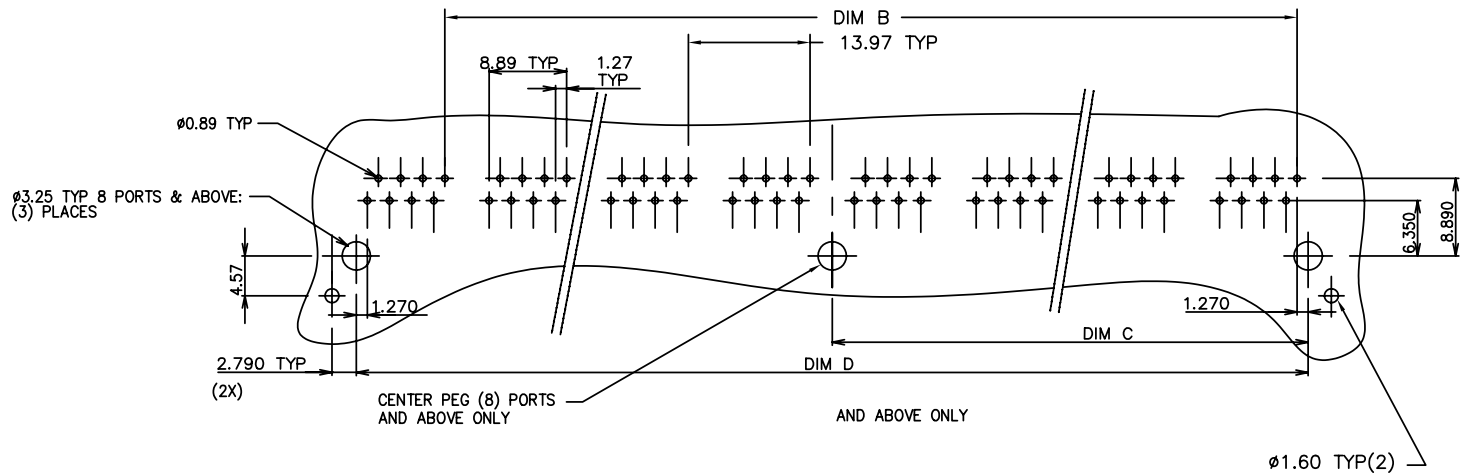 DIM B
13.97 TYP
8.89 TYP
1.27
TYP
ø0.89 TYP
ø3.25 TYP 8 PORTS & ABOVE:
(3) PLACES
6.350
8.890
4.57
1.270
1.270
DIM C
2.790 TYP
(2X)
DIM D
CENTER PEG (8) PORTS
AND ABOVE ONLY
AND ABOVE ONLY
ø1.60 TYP(2)